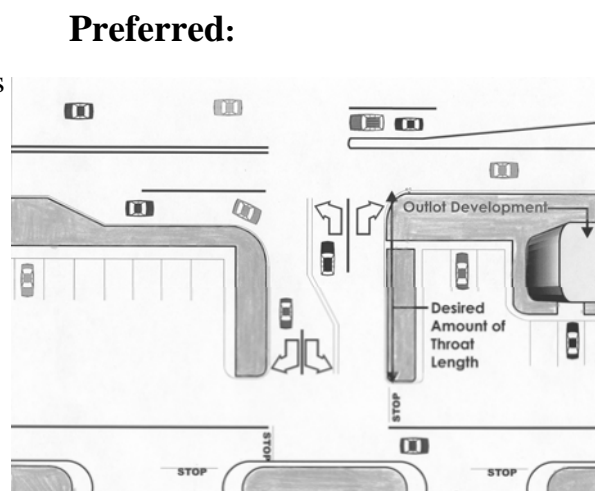 Preferred:
s
Outlot Development
Desired
Amount of
Throat
Length
STOP
STOP
STOP
STOP